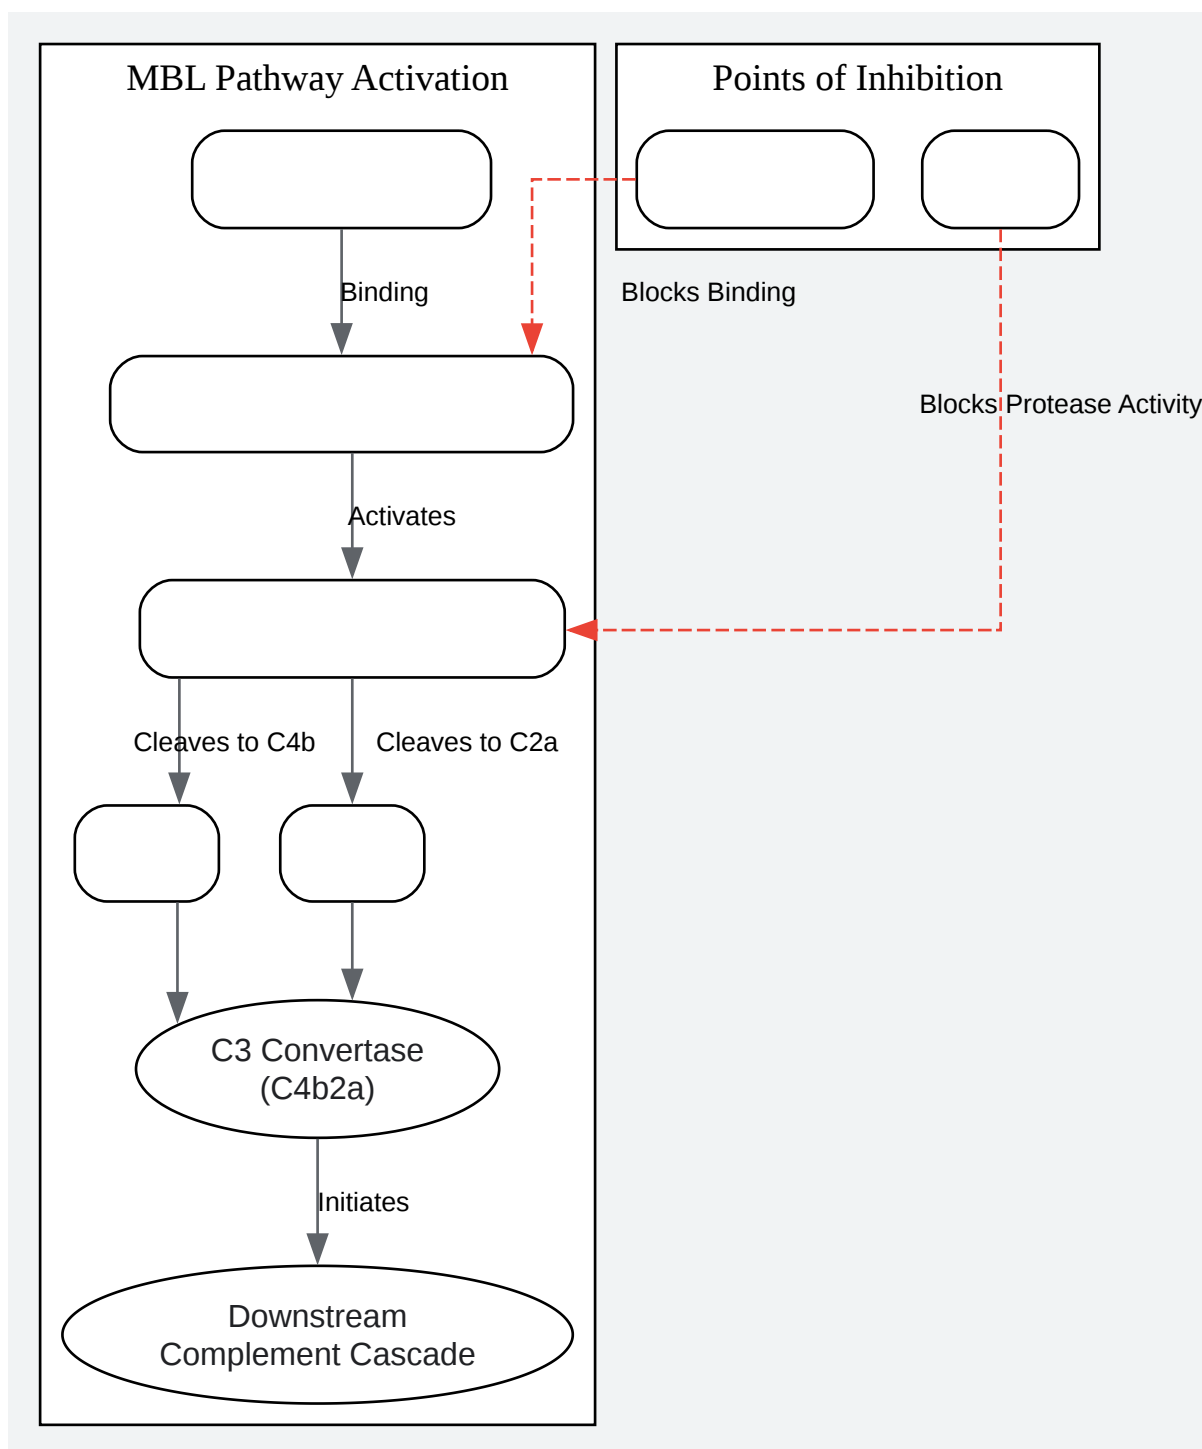 MBL Pathway Activation
Points of Inhibition
Binding
Blocks Binding
Blocks Protease Activity
Activates
Cleaves to C4b
Cleaves to C2a
C3 Convertase
(C4b2a)
Initiates
Downstream
Complement Cascade